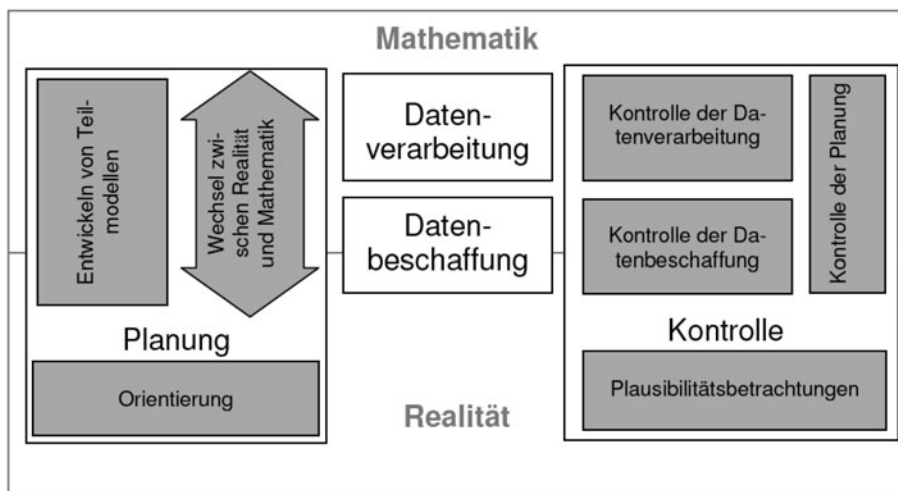 Mathematik
Entwickeln von Teil-
modellen
Wechsel zwi-
schen Realität
und Mathematik
Planung
Orientierung
Daten-
verarbeitung
Daten-
beschaffung
Realität
Kontrolle der Da-
tenverarbeitung
Kontrolle der Da-
tenbeschaffung
Kontrolle der Planung
Kontrolle
Plausibilitätsbetrachtungen